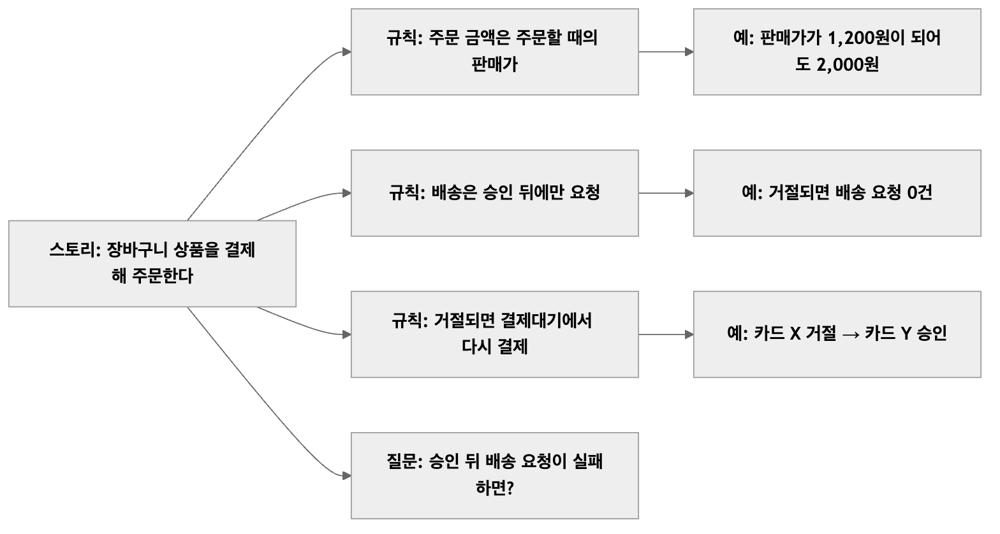 규칙: 주문 금액은 주문할 때의
판매가
예: 판매가가 1,200원이 되어
도 2,000원
규칙: 배송은 승인 뒤에만 요청
예: 거절되면 배송 요청 0건
스토리: 장바구니 상품을 결제
해 주문한다
규칙: 거절되면 결제대기에서
다시 결제
예: 카드 X 거절 → 카드 Y 승인
질문: 승인 뒤 배송 요청이 실패
하면?